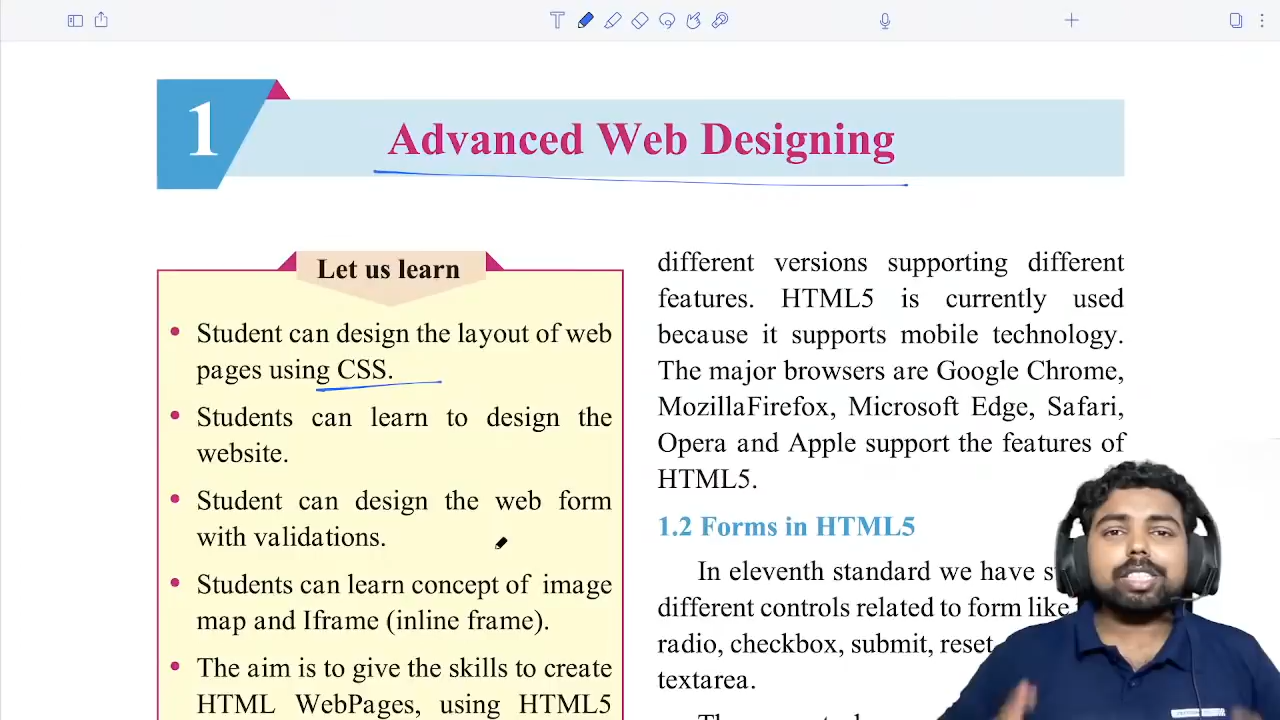 1
Advanced Web Designing
Let us learn
• Student can design the layout of web
pages using CSS.
• Students can learn to design the
website.
• Student can design the web form
with validations.
• Students can learn concept of image
map and Iframe (inline frame).
• The aim is to give the skills to create
HTML WebPages, using HTML5
different versions supporting different
features. HTML5 is currently used
because it supports mobile technology.
The major browsers are Google Chrome,
MozillaFirefox, Microsoft Edge, Safari,
Opera and Apple support the features of
HTML5.
1.2 Forms in HTML5
In eleventh standard we have
different controls related to form like
radio, checkbox, submit, reset
textarea.